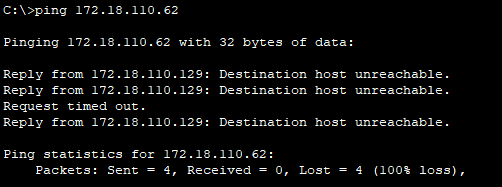 C:\>ping 172.18.110.62
Pinging 172.18.110.62 with 32 bytes of data:
Reply from 172.18.110.129: Destination host unreachable.
Reply from 172.18.110.129: Destination host unreachable.
Request timed out.
Reply from 172.18.110.129: Destination host unreachable.
Ping statistics for 172.18.110.62:
    Packets: Sent = 4, Received = 0, Lost = 4 (100% loss),